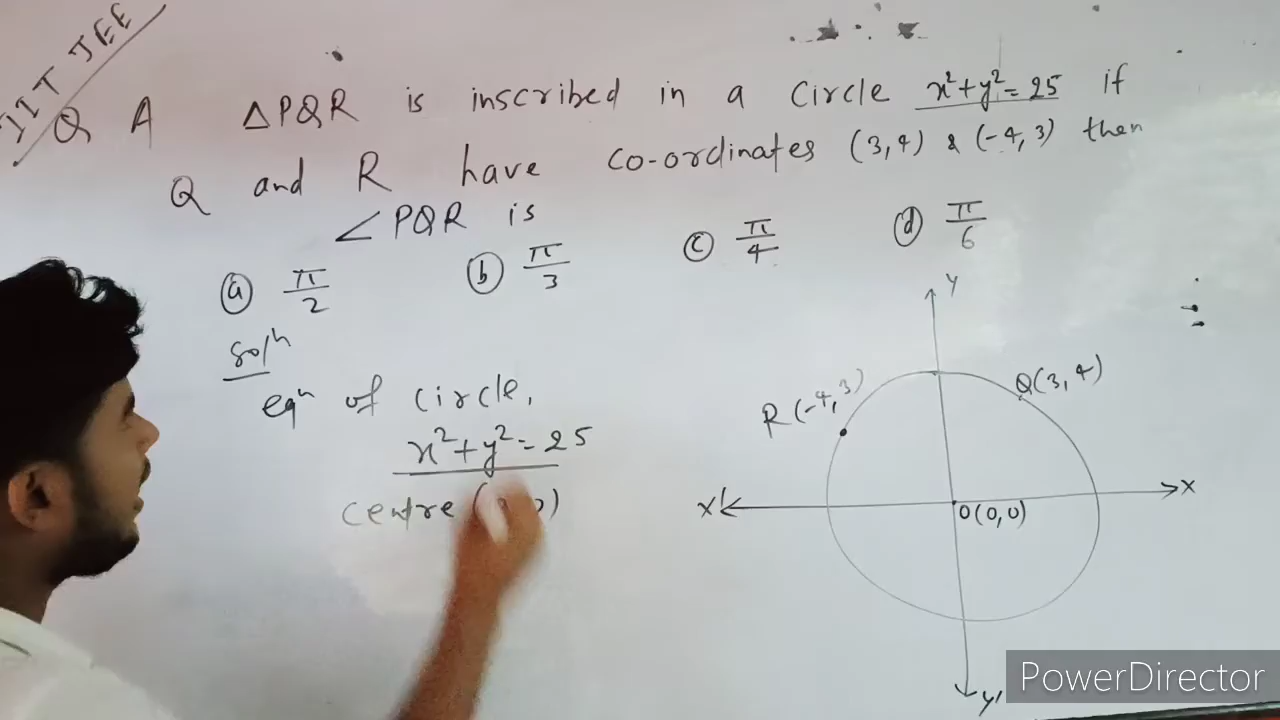 IIT JEE
Q A △PQR is inscribed in a circle x²+y²=25 if
Q and R have co-ordinates (3,4) & (-4,3) then
∠PQR is
(a) π/2 (b) π/3 (c) π/4 (d) π/6
Solⁿ
eqⁿ of circle,
x²+y²=25
centre
Y
R(-4,3)
Q(3,4)
X'
X
O(0,0)
Y'
PowerDirector